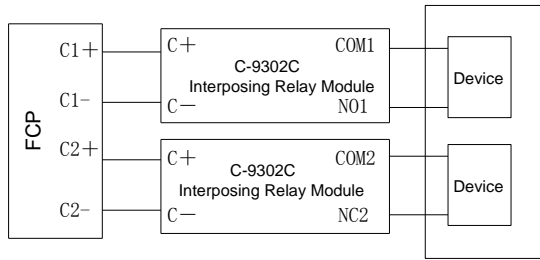 FCP
C1+
C1-
C2+
C2-
C+
COM1
C-9302C
Interposing Relay Module
C-
NO1
C+
COM2
C-9302C
Interposing Relay Module
C-
NC2
Device
Device